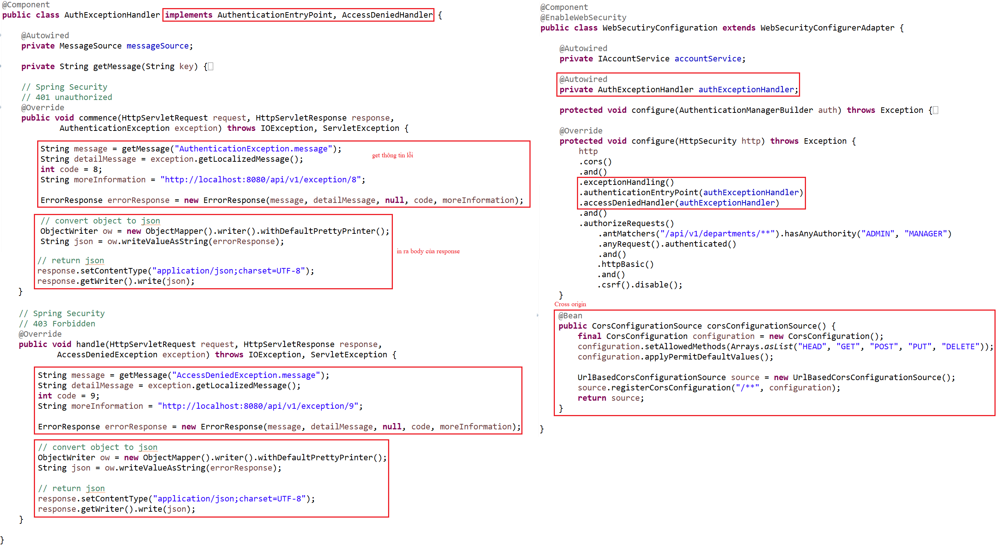 @Component
public class AuthExceptionHandler implements AuthenticationEntryPoint, AccessDeniedHandler {
@Autowired
private MessageSource messageSource;
private String getMessage(String key) {
// Spring Security
// 401 unauthorized
@Override
public void commence(HttpServletRequest request, HttpServletResponse response,
AuthenticationException exception) throws IOException, ServletException {
String message = getMessage("AuthenticationException.message");
get thông tin lỗi
String detailMessage = exception.getLocalizedMessage();
int code = 8;
String moreInformation = "http://localhost:8080/api/v1/exception/8";
ErrorResponse errorResponse = new ErrorResponse(message, detailMessage, null, code, moreInformation);
// convert object to json
ObjectWriter ow = new ObjectMapper().writer().withDefaultPrettyPrinter();
String json = ow.writeValueAsString(errorResponse);
in ra body của response
// return json
response.setContentType("application/json;charset=UTF-8");
response.getWriter().write(json);
}
// Spring Security
// 403 Forbidden
@Override
public void handle(HttpServletRequest request, HttpServletResponse response,
AccessDeniedException exception) throws IOException, ServletException {
String message = getMessage("AccessDeniedException.message");
String detailMessage = exception.getLocalizedMessage();
int code = 9;
String moreInformation = "http://localhost:8080/api/v1/exception/9";
ErrorResponse errorResponse = new ErrorResponse(message, detailMessage, null, code, moreInformation);
// convert object to json
ObjectWriter ow = new ObjectMapper().writer().withDefaultPrettyPrinter();
String json = ow.writeValueAsString(errorResponse);
// return json
response.setContentType("application/json;charset=UTF-8");
response.getWriter().write(json);
}
}
@Component
@EnableWebSecurity
public class WebSecutiryConfiguration extends WebSecurityConfigurerAdapter {
@Autowired
private IAccountService accountService;
@Autowired
private AuthExceptionHandler authExceptionHandler;
protected void configure(AuthenticationManagerBuilder auth) throws Exception {
@Override
protected void configure(HttpSecurity http) throws Exception {
http
.cors()
.and()
.exceptionHandling()
.authenticationEntryPoint(authExceptionHandler)
.accessDeniedHandler(authExceptionHandler)
.and()
.authorizeRequests()
.antMatchers("/api/v1/departments/**").hasAnyAuthority("ADMIN", "MANAGER")
.anyRequest().authenticated()
.and()
.httpBasic()
.and()
.csrf().disable();
}
Cross origin
@Bean
public CorsConfigurationSource corsConfigurationSource() {
final CorsConfiguration configuration = new CorsConfiguration();
configuration.setAllowedMethods(Arrays.asList("HEAD", "GET", "POST", "PUT", "DELETE"));
configuration.applyPermitDefaultValues();
UrlBasedCorsConfigurationSource source = new UrlBasedCorsConfigurationSource();
source.registerCorsConfiguration("/**", configuration);
return source;
}
}